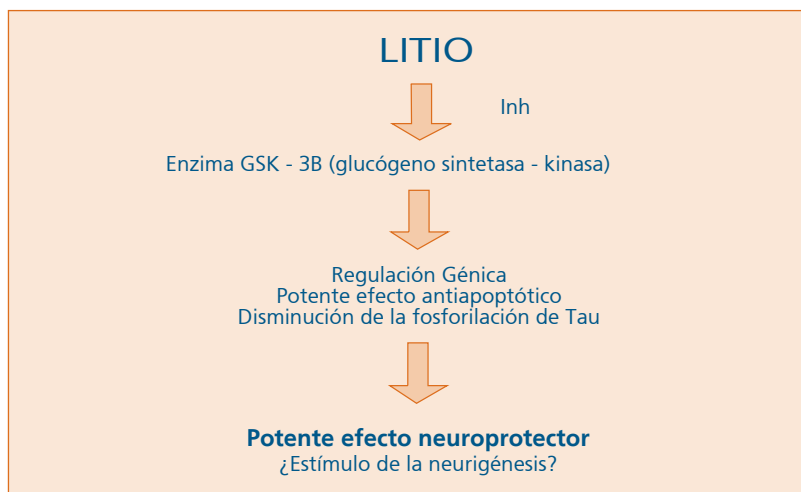 LITIO
Inh
Enzima GSK - 3B (glucógeno sintetasa - kinasa)
Regulación Génica
Potente efecto antiapoptótico
Disminución de la fosforilación de Tau
Potente efecto neuroprotector
¿Estímulo de la neurigénesis?